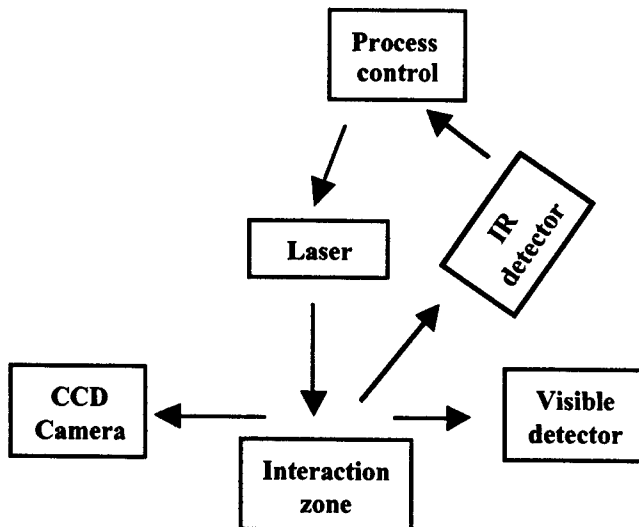 Process
control
IR
detector
Laser
CCD
Camera
Visible
detector
Interaction
zone